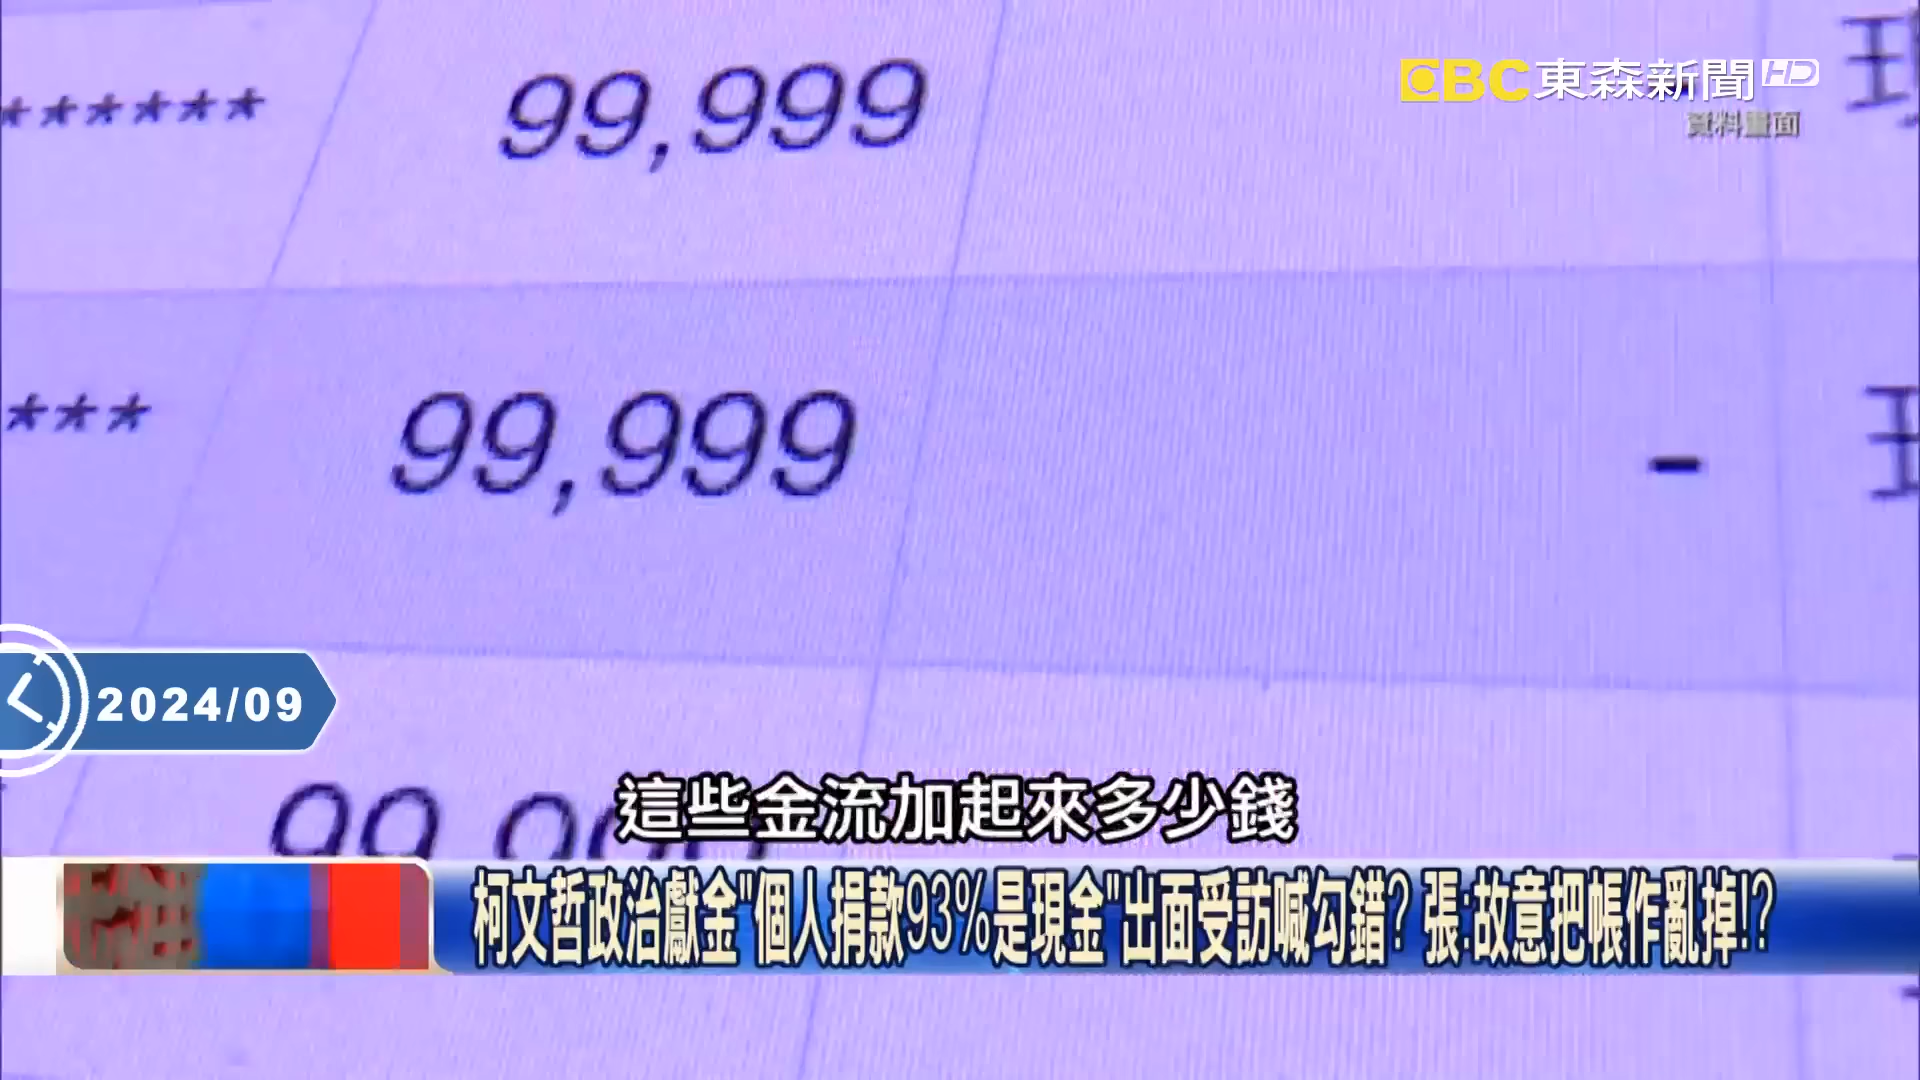 ****** 99,999
EBC東森新聞HD
資料畫面
*** 99,999 -
2024/09
這些金流加起來多少錢
柯文哲政治獻金"個人捐款93%是現金"出面受訪喊勾錯? 張:故意把帳作亂掉!?